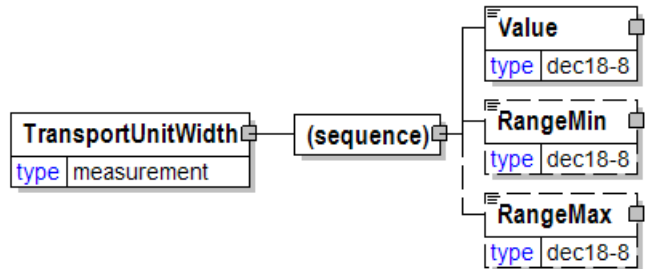 Value
type dec18-8
RangeMin
type dec18-8
TransportUnitWidth
type measurement
(sequence)
RangeMax
type dec18-8